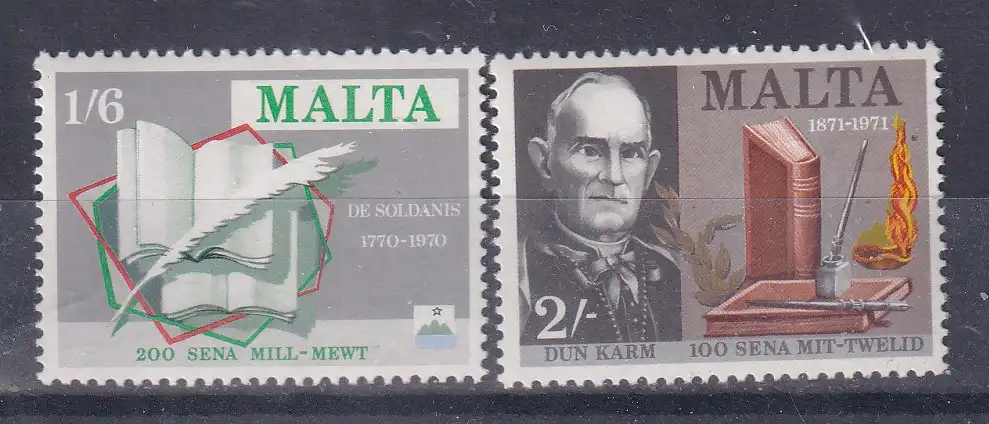 1/6
MALTA
DE SOLDANIS
1770-1970
200 SENA MILL-MEWT
MALTA
1871-1971
2/-
DUN KARM
100 SENA MIT-TWELID